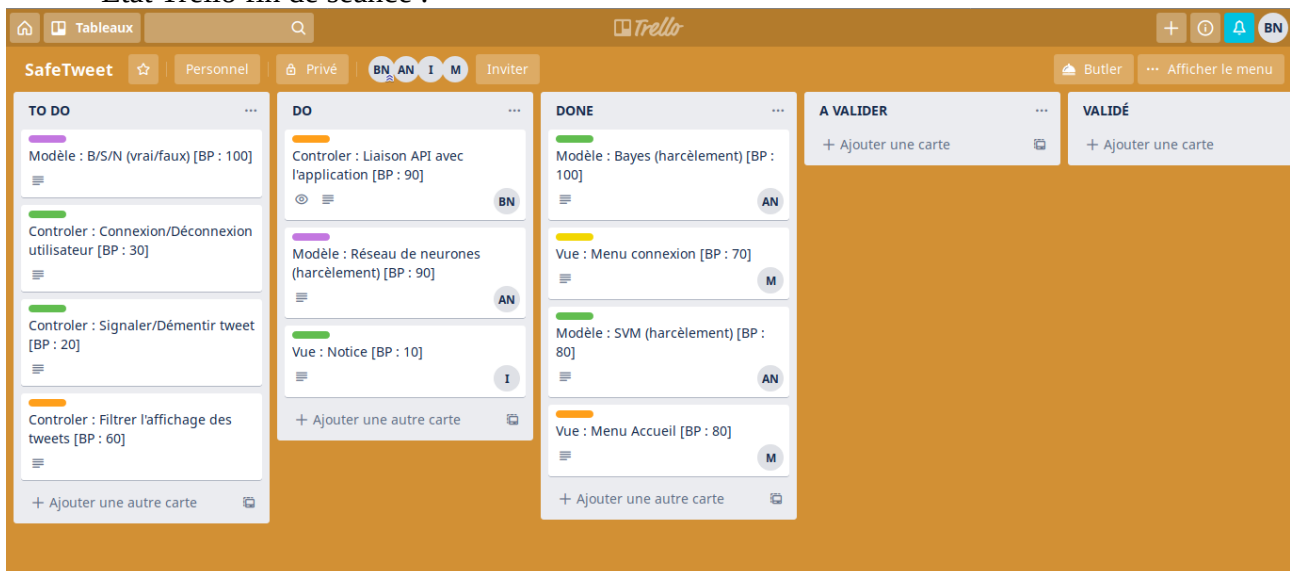 Etat Trello fin de séance :
Tableaux
Trello
BN
SafeTweet
Personnel
Privé
BN AN I M
Inviter
Butler
Afficher le menu
TO DO
Modèle : B/S/N (vrai/faux) [BP : 100]
Controler : Connexion/Déconnexion
utilisateur [BP : 30]
Controler : Signaler/Démentir tweet
[BP : 20]
Controler : Filtrer l'affichage des
tweets [BP : 60]
+ Ajouter une autre carte
DO
Controler : Liaison API avec
l'application [BP : 90]
BN
Modèle : Réseau de neurones
(harcèlement) [BP : 90]
AN
Vue : Notice [BP : 10]
I
+ Ajouter une autre carte
DONE
Modèle : Bayes (harcèlement) [BP :
100]
AN
Vue : Menu connexion [BP : 70]
M
Modèle : SVM (harcèlement) [BP :
80]
AN
Vue : Menu Accueil [BP : 80]
M
+ Ajouter une autre carte
A VALIDER
+ Ajouter une carte
VALIDÉ
+ Ajouter une carte